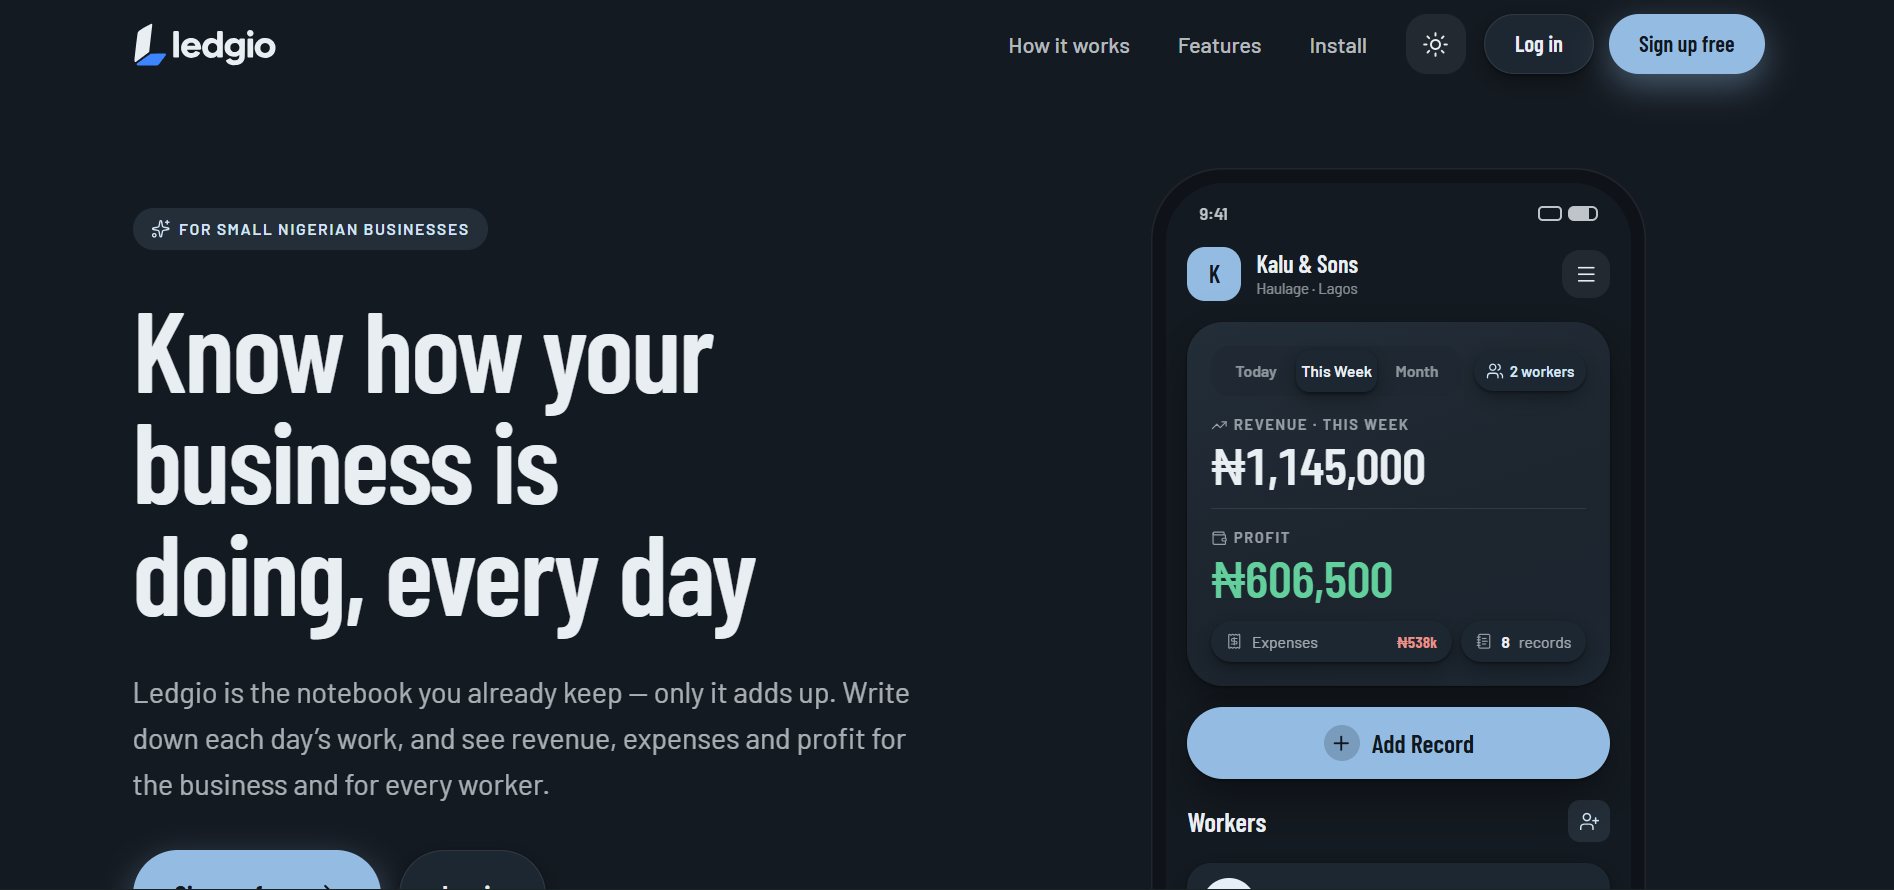 ledgio
How it works
Features
Install
Log in
Sign up free
FOR SMALL NIGERIAN BUSINESSES
Know how your
business is
doing, every day
Ledgio is the notebook you already keep — only it adds up. Write
down each day’s work, and see revenue, expenses and profit for
the business and for every worker.
9:41
K
Kalu & Sons
Haulage · Lagos
Today
This Week
Month
2 workers
REVENUE · THIS WEEK
₦1,145,000
PROFIT
₦606,500
Expenses
₦538k
8 records
Add Record
Workers